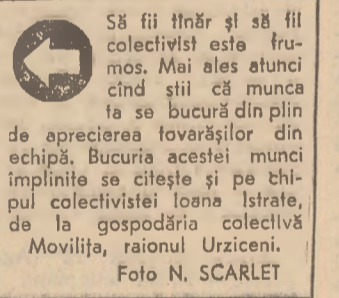 Să fii tînăr și să fii
colectivist este fru-
mos. Mai ales atunci
cînd știi că munca
ta se bucură din plin
de aprecierea tovarășilor din
echipă. Bucuria acestei munci
împlinite se citește și pe chi-
pul colectivistei Ioana Istrate,
de la gospodăria colectivă
Movilița, raionul Urziceni.
Foto N. SCARLET